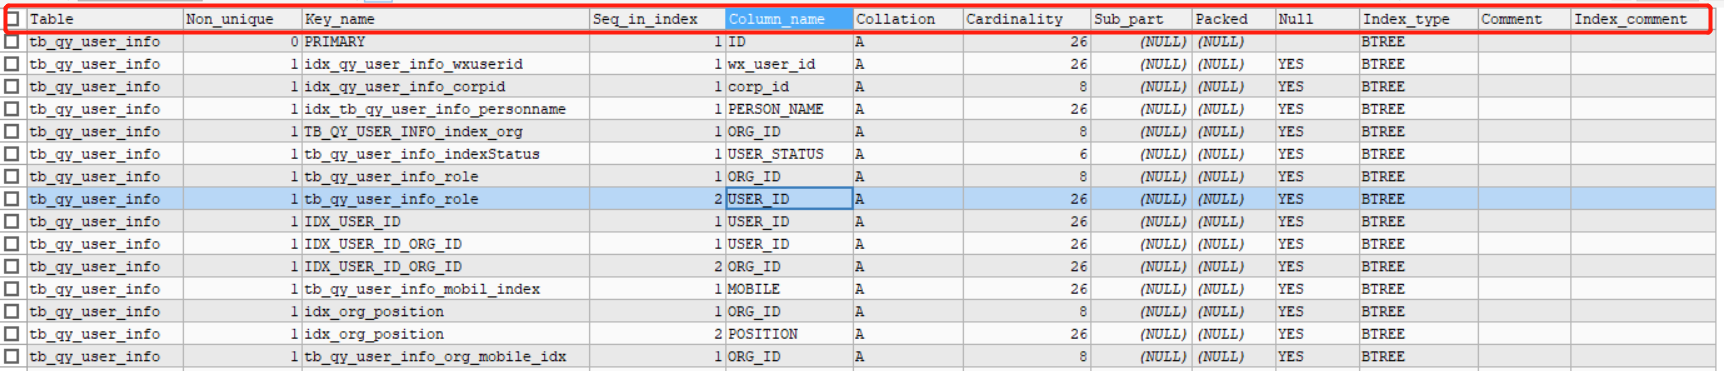 Table Non_unique Key_name Seq_in_index Column_name Collation Cardinality Sub_part Packed Null Index_type Comment Index_comment
tb_qy_user_info 0 PRIMARY 1 ID A 26 (NULL) (NULL) BTREE
tb_qy_user_info 1 idx_qy_user_info_wxuserid 1 wx_user_id A 26 (NULL) (NULL) YES BTREE
tb_qy_user_info 1 idx_qy_user_info_corpid 1 corp_id A 8 (NULL) (NULL) YES BTREE
tb_qy_user_info 1 idx_tb_qy_user_info_personname 1 PERSON_NAME A 26 (NULL) (NULL) YES BTREE
tb_qy_user_info 1 TB_QY_USER_INFO_index_org 1 ORG_ID A 8 (NULL) (NULL) YES BTREE
tb_qy_user_info 1 tb_qy_user_info_indexStatus 1 USER_STATUS A 6 (NULL) (NULL) YES BTREE
tb_qy_user_info 1 tb_qy_user_info_role 1 ORG_ID A 8 (NULL) (NULL) YES BTREE
tb_qy_user_info 1 tb_qy_user_info_role 2 USER_ID A 26 (NULL) (NULL) YES BTREE
tb_qy_user_info 1 IDX_USER_ID 1 USER_ID A 26 (NULL) (NULL) YES BTREE
tb_qy_user_info 1 IDX_USER_ID_ORG_ID 1 USER_ID A 26 (NULL) (NULL) YES BTREE
tb_qy_user_info 1 IDX_USER_ID_ORG_ID 2 ORG_ID A 26 (NULL) (NULL) YES BTREE
tb_qy_user_info 1 tb_qy_user_info_mobil_index 1 MOBILE A 26 (NULL) (NULL) YES BTREE
tb_qy_user_info 1 idx_org_position 1 ORG_ID A 8 (NULL) (NULL) YES BTREE
tb_qy_user_info 1 idx_org_position 2 POSITION A 26 (NULL) (NULL) YES BTREE
tb_qy_user_info 1 tb_qy_user_info_org_mobile_idx 1 ORG_ID A 8 (NULL) (NULL) YES BTREE